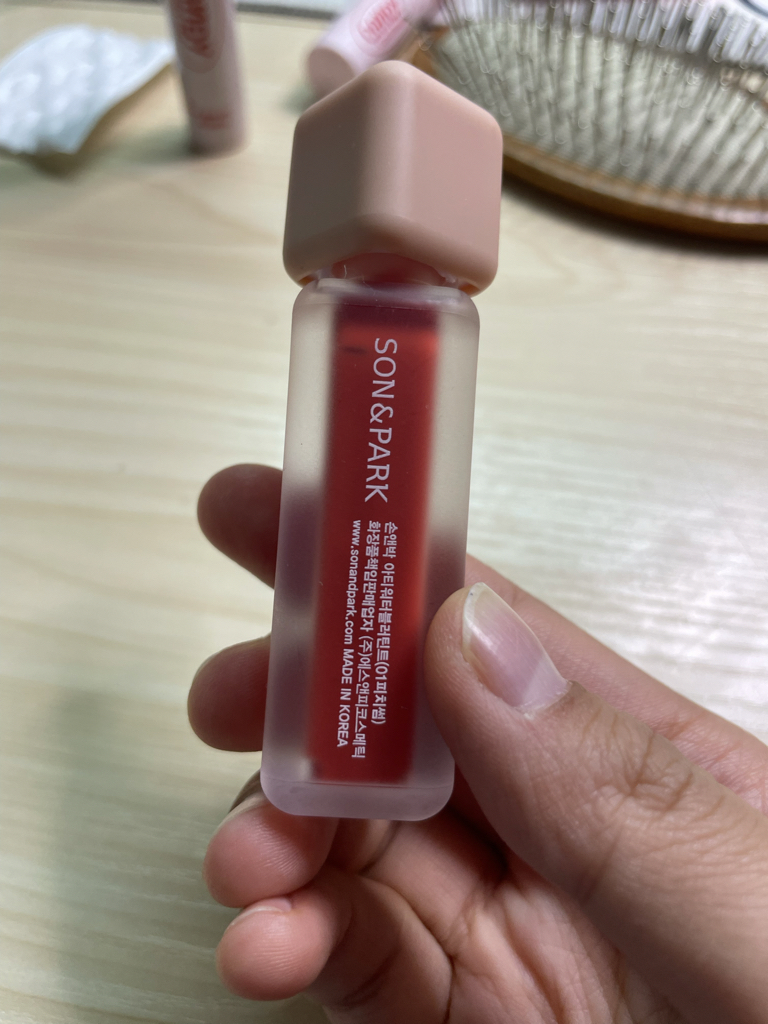 SON&PARK
손앤박 아티워터블러틴트(01피치썸)
화장품책임판매업자 (주)에스앤피코스메틱
www.sonandpark.com MADE IN KOREA